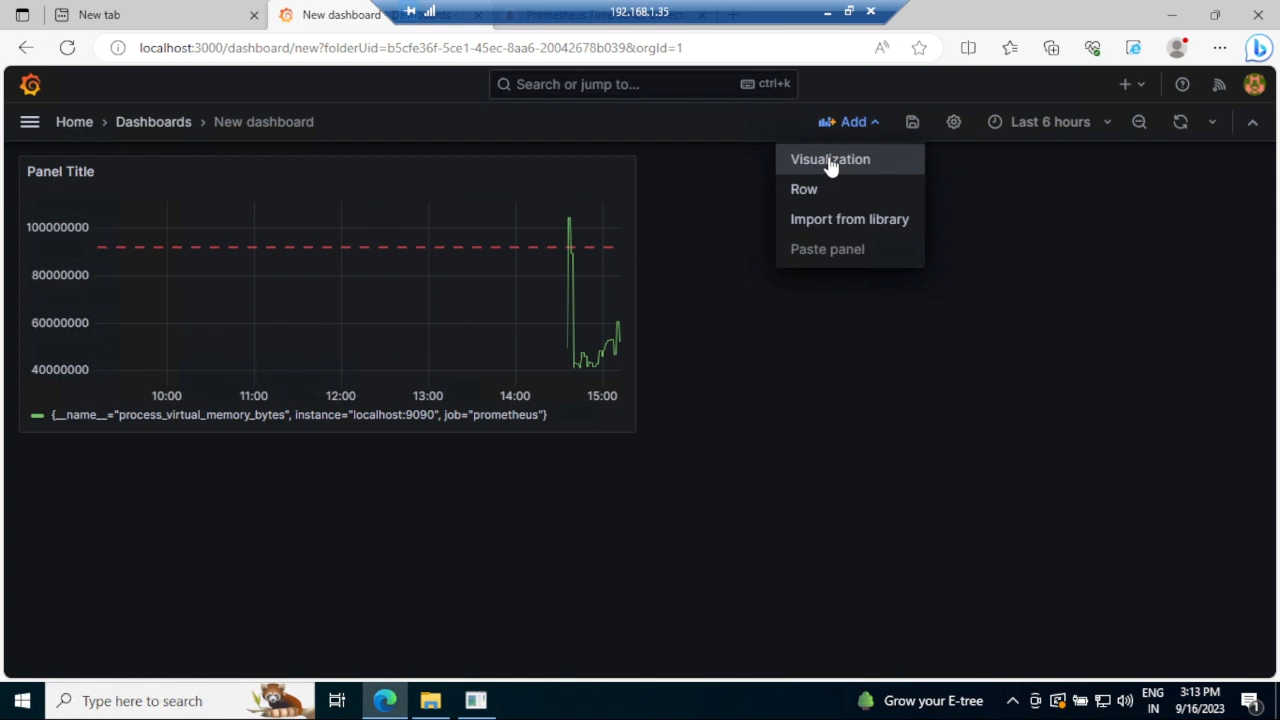 New tab
New dashboard
192.168.1.35
localhost:3000/dashboard/new?folderUid=b5cfe36f-5ce1-45ec-8aa6-20042678b039&orgId=1
Search or jump to...
ctrl+k
Home > Dashboards > New dashboard
Add
Last 6 hours
Visualization
Row
Import from library
Paste panel
Panel Title
100000000
80000000
60000000
40000000
10:00 11:00 12:00 13:00 14:00 15:00
{__name__="process_virtual_memory_bytes", instance="localhost:9090", job="prometheus"}
Type here to search
Grow your E-tree
ENG
IN
3:13 PM
9/16/2023
1